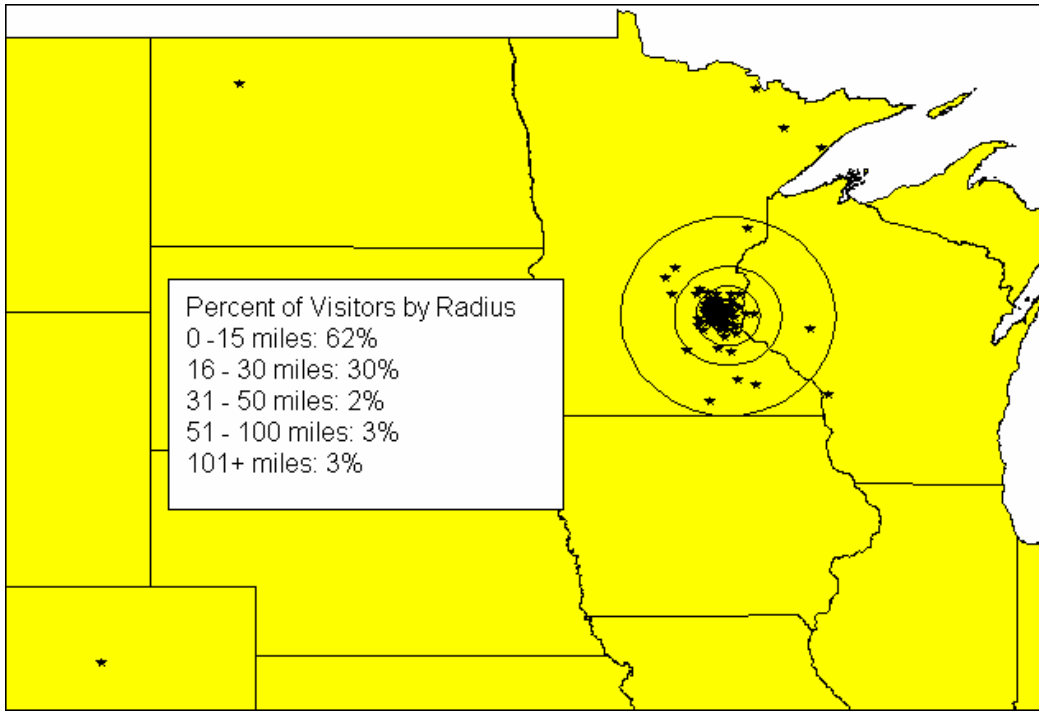 Percent of Visitors by Radius
0 -15 miles: 62%
16 - 30 miles: 30%
31 - 50 miles: 2%
51 - 100 miles: 3%
101+ miles: 3%